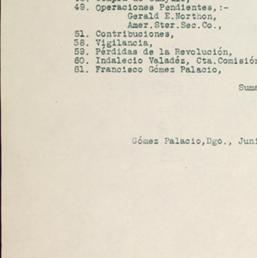 49. Operaciones Pendientes,:-
Gerald E.Northon,
Amer.Ster.Sec.Co.,
51. Contribuciones,
58. Vigilancia,
59. Pérdidas de la Revolución,
60. Indalecio Valadéz, Cta.Comisión
61. Francisco Gómez Palacio,
Suma
Gómez Palacio,Dgo., Juni